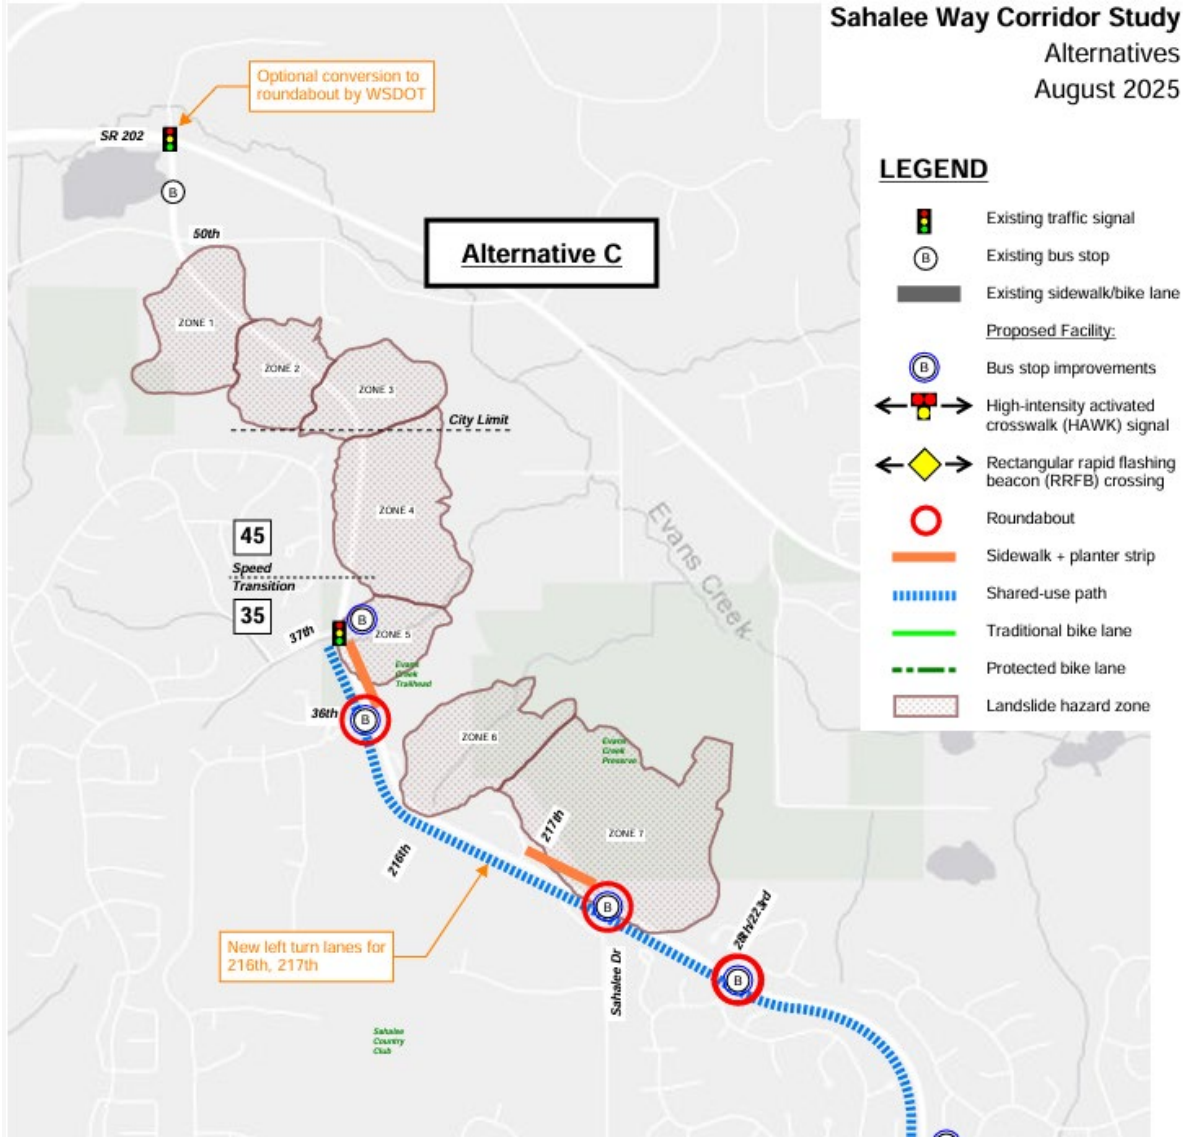 Sahalee Way Corridor Study
Alternatives
August 2025
Optional conversion to
roundabout by WSDOT
SR 202
B
50th
Alternative C
ZONE 1
ZONE 2
ZONE 3
City Limit
ZONE 4
45
Speed
Transition
35
37th
B
ZONE 5
Evans
Creek
Trailhead
36th
B
ZONE 6
Evans
Creek
Preserve
Evans Creek
217th
ZONE 7
216th
B
28th/223rd
New left turn lanes for
216th, 217th
Sahalee Dr
B
Sahalee
Country
Club
LEGEND
Existing traffic signal
B
Existing bus stop
Existing sidewalk/bike lane
Proposed Facility:
B
Bus stop improvements
High-intensity activated
crosswalk (HAWK) signal
Rectangular rapid flashing
beacon (RRFB) crossing
Roundabout
Sidewalk + planter strip
Shared-use path
Traditional bike lane
Protected bike lane
Landslide hazard zone